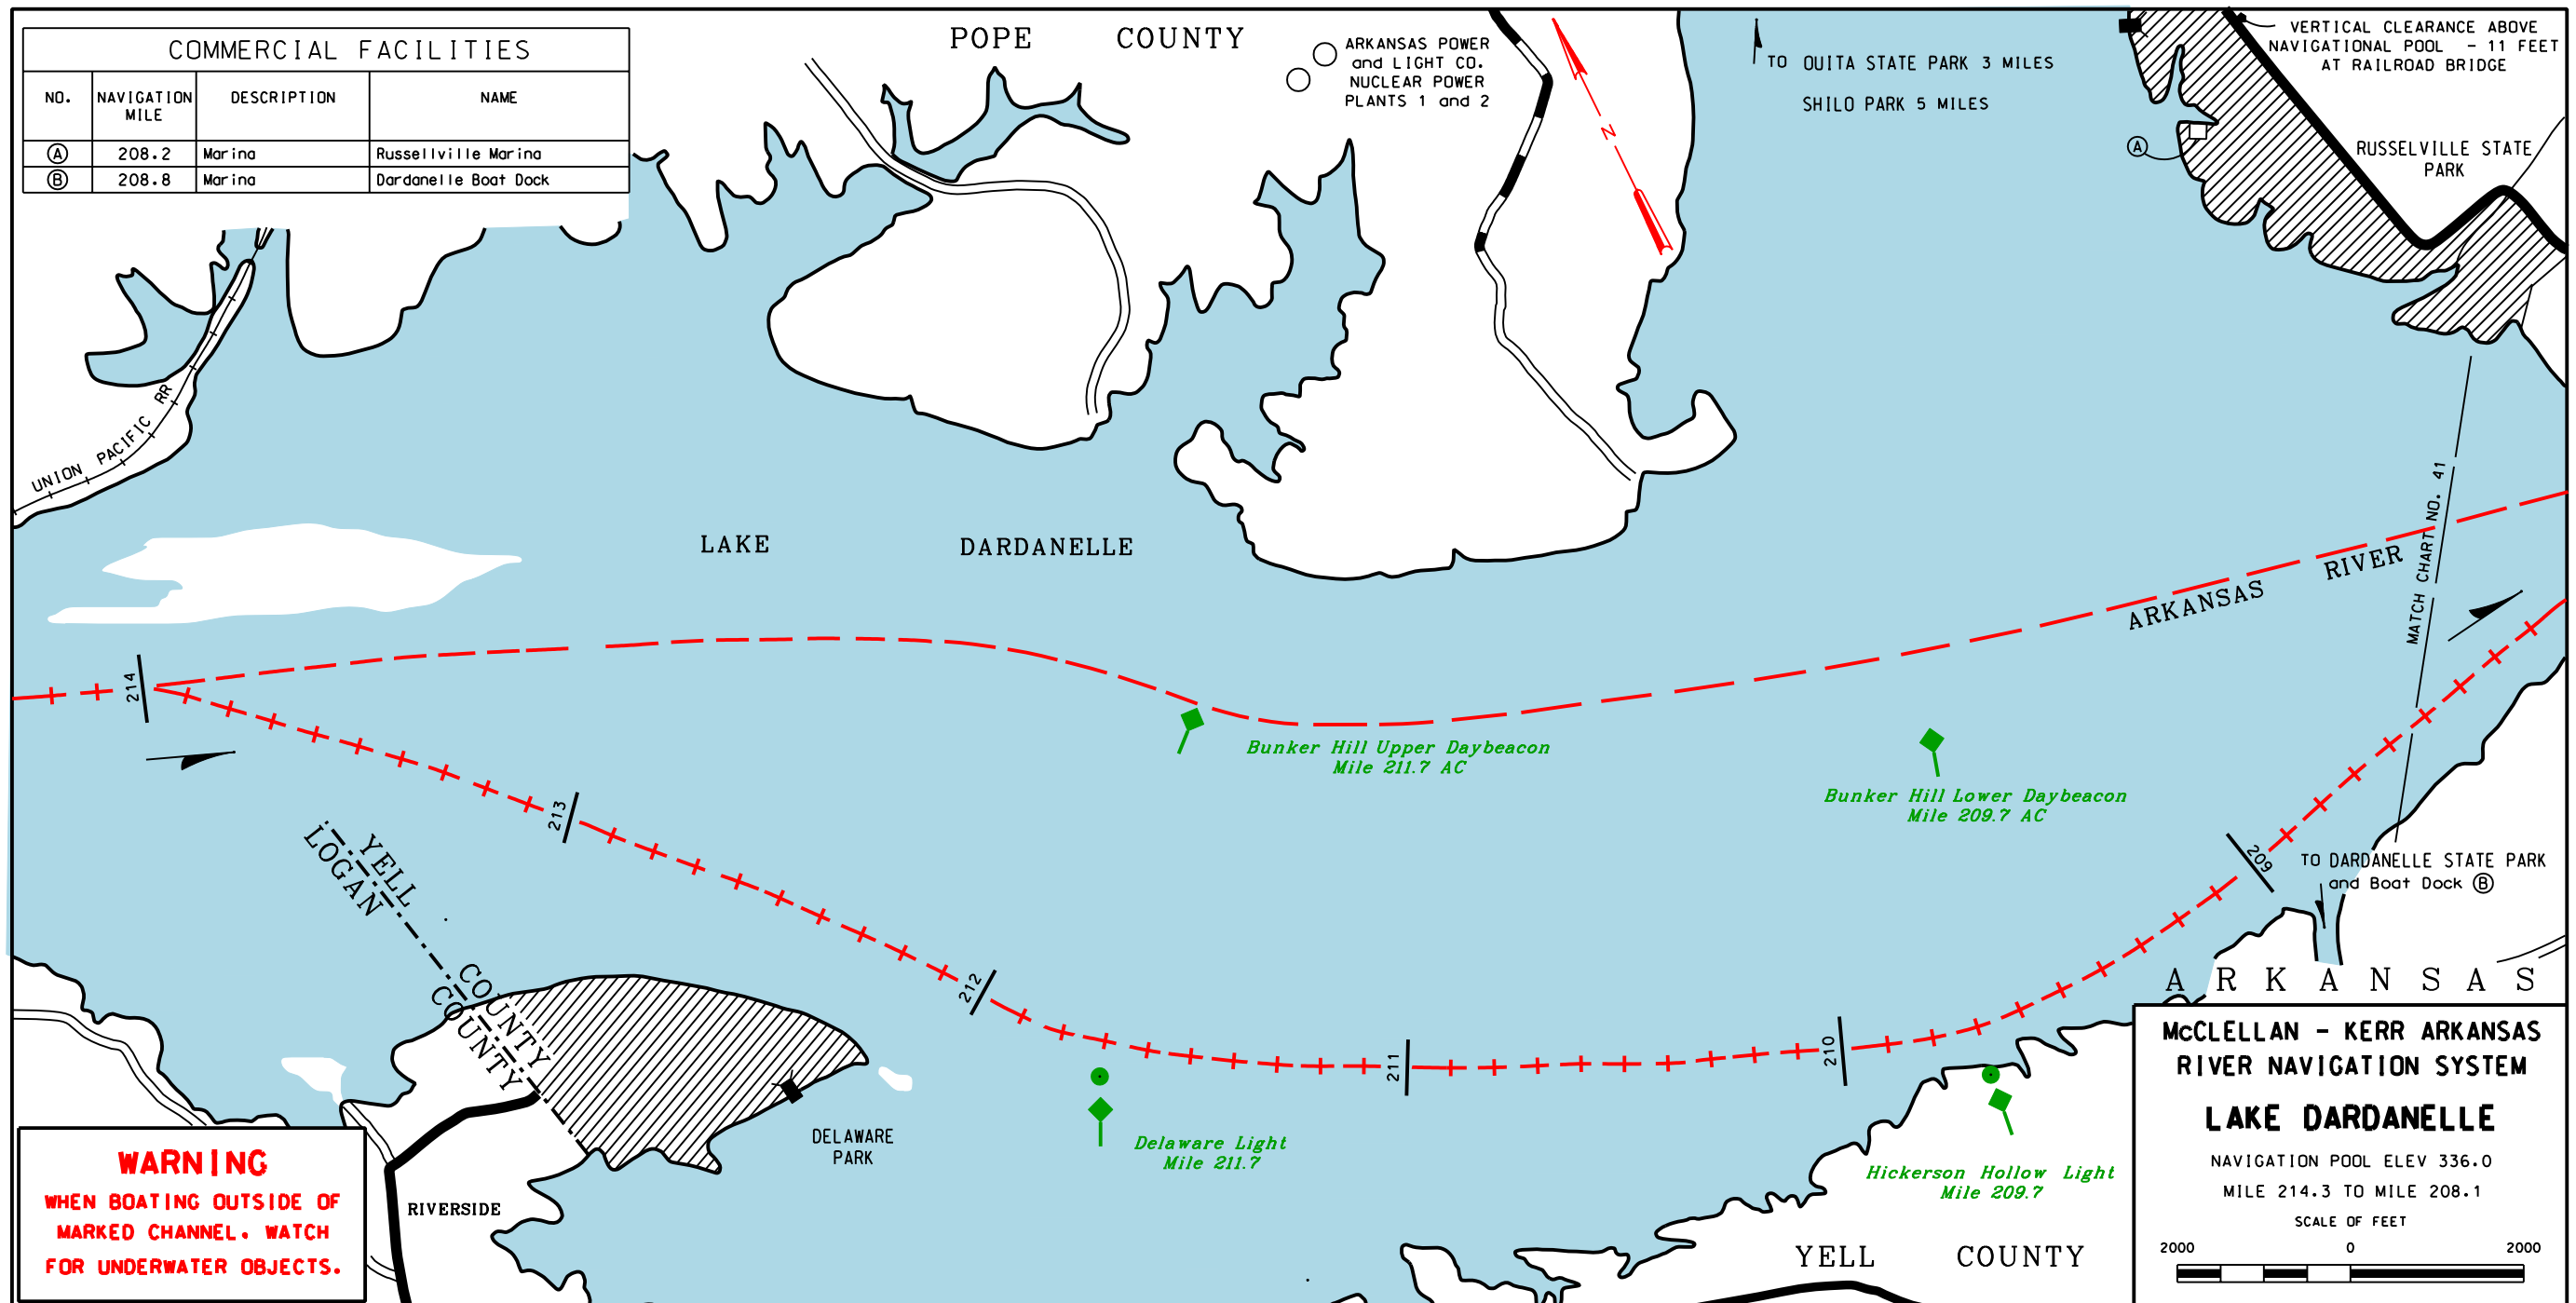 COMMERCIAL FACILITIES
NO. NAVIGATION MILE DESCRIPTION NAME
A 208.2 Marina Russellville Marina
B 208.8 Marina Dardanelle Boat Dock
POPE COUNTY
ARKANSAS POWER
and LIGHT CO.
NUCLEAR POWER
PLANTS 1 and 2
N
TO OUITA STATE PARK 3 MILES
SHILO PARK 5 MILES
VERTICAL CLEARANCE ABOVE
NAVIGATIONAL POOL - 11 FEET
AT RAILROAD BRIDGE
A
RUSSELVILLE STATE
PARK
UNION PACIFIC RR
LAKE DARDANELLE
MATCH CHART NO. 41
ARKANSAS RIVER
214
213
212
211
210
209
Bunker Hill Upper Daybeacon
Mile 211.7 AC
Bunker Hill Lower Daybeacon
Mile 209.7 AC
TO DARDANELLE STATE PARK
and Boat Dock B
YELL COUNTY
LOGAN COUNTY
ARKANSAS
DELAWARE
PARK
Delaware Light
Mile 211.7
Hickerson Hollow Light
Mile 209.7
RIVERSIDE
YELL COUNTY
WARNING
WHEN BOATING OUTSIDE OF
MARKED CHANNEL. WATCH
FOR UNDERWATER OBJECTS.
McCLELLAN - KERR ARKANSAS
RIVER NAVIGATION SYSTEM
LAKE DARDANELLE
NAVIGATION POOL ELEV 336.0
MILE 214.3 TO MILE 208.1
SCALE OF FEET
2000 0 2000